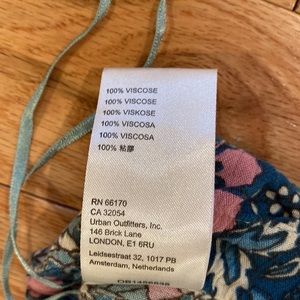 100% VISCOSE
100% VISCOSE
100% VISKOSE
100% VISCOSA
100% VISCOSA
100% 粘膠
RN 66170
CA 32054
Urban Outfitters, Inc.
146 Brick Lane
LONDON, E1 6RU
Leidsestraat 32, 1017 PB
Amsterdam, Netherlands